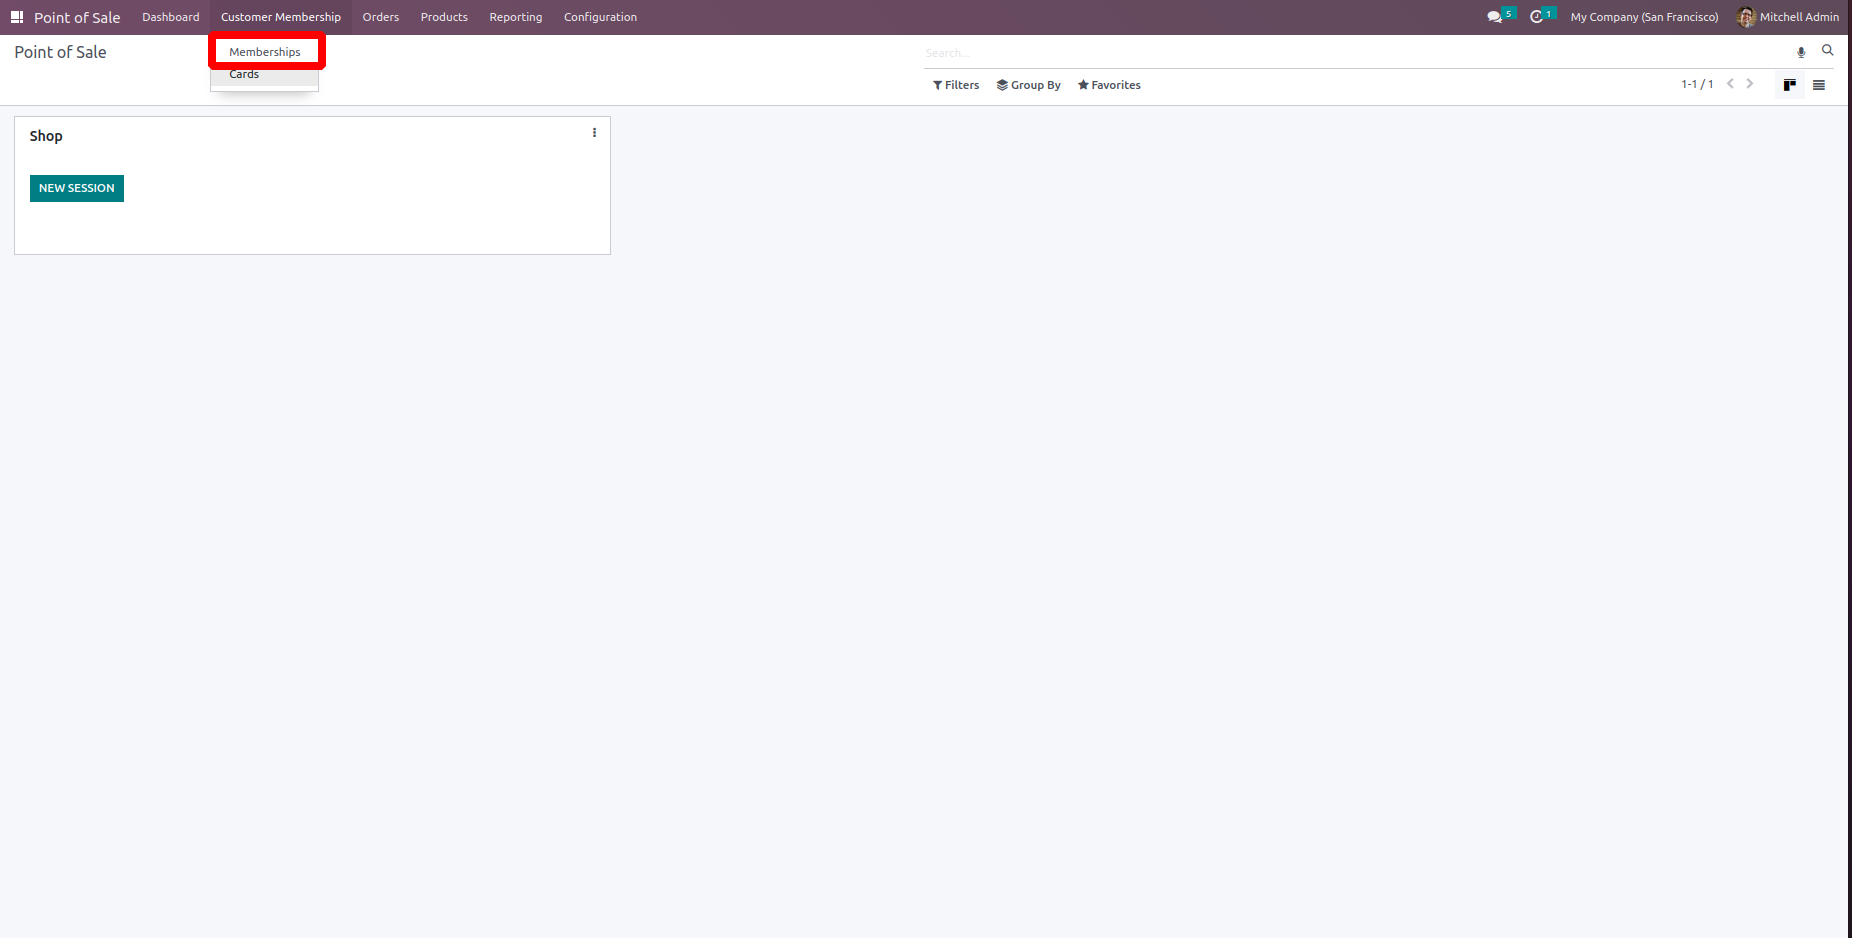 Point of Sale Dashboard Customer Membership Orders Products Reporting Configuration 5 1 My Company (San Francisco) Mitchell Admin
Point of Sale Memberships Search...
Cards
Filters Group By Favorites 1-1 / 1
Shop
NEW SESSION